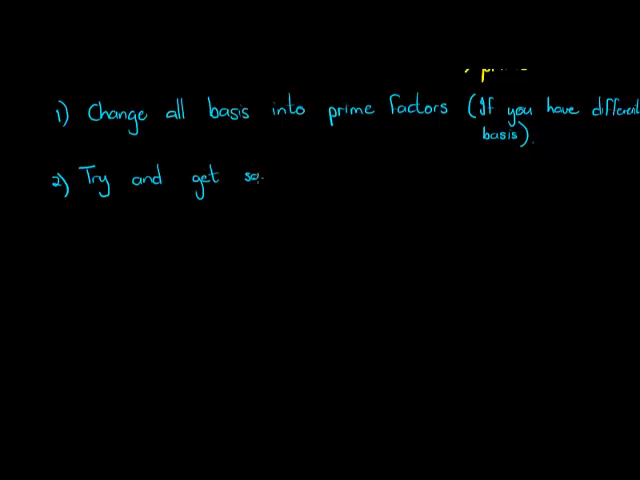 1) Change all basis into prime factors (If you have different
basis).
2) Try and get